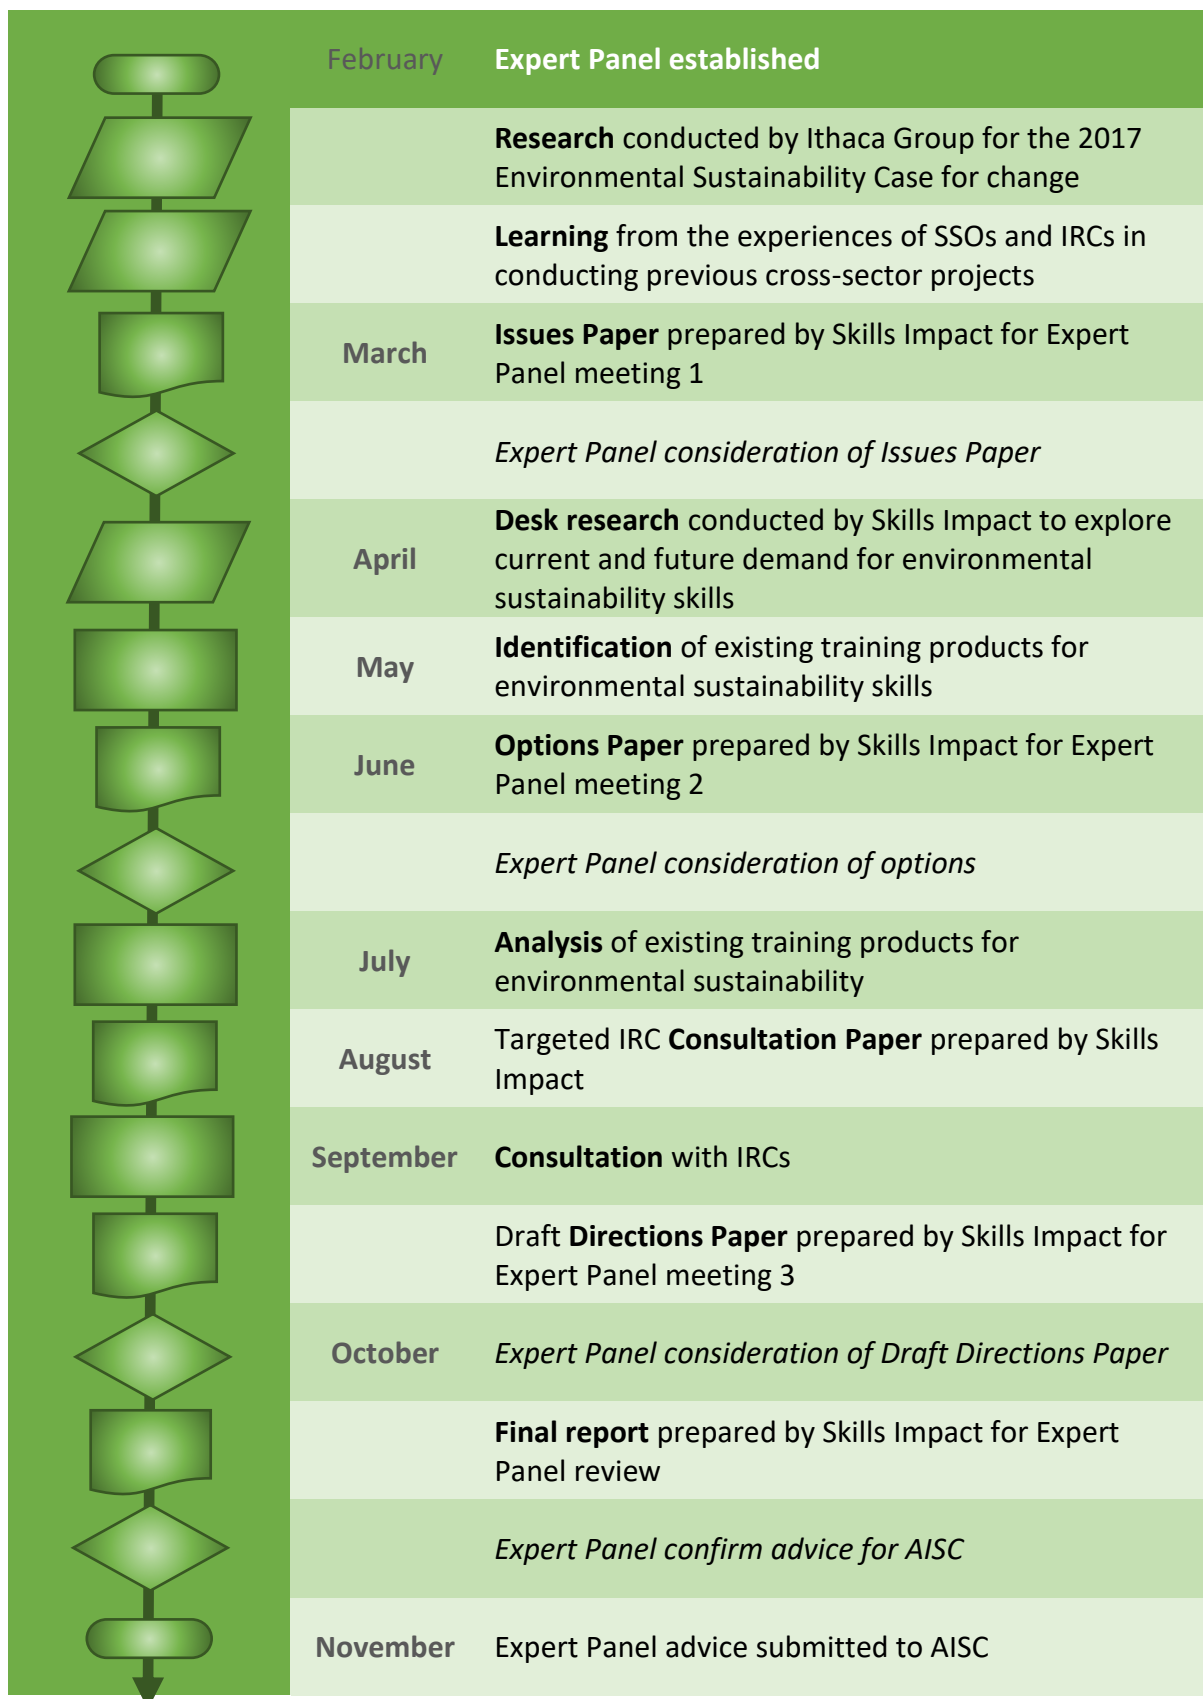 February Expert Panel established
Research conducted by Ithaca Group for the 2017
Environmental Sustainability Case for change
Learning from the experiences of SSOs and IRCs in
conducting previous cross-sector projects
March
Issues Paper prepared by Skills Impact for Expert
Panel meeting 1
Expert Panel consideration of Issues Paper
April
Desk research conducted by Skills Impact to explore
current and future demand for environmental
sustainability skills
May
Identification of existing training products for
environmental sustainability skills
June
Options Paper prepared by Skills Impact for Expert
Panel meeting 2
Expert Panel consideration of options
July
Analysis of existing training products for
environmental sustainability
August
Targeted IRC Consultation Paper prepared by Skills
Impact
September Consultation with IRCs
Draft Directions Paper prepared by Skills Impact for
Expert Panel meeting 3
October Expert Panel consideration of Draft Directions Paper
Final report prepared by Skills Impact for Expert
Panel review
Expert Panel confirm advice for AISC
November Expert Panel advice submitted to AISC